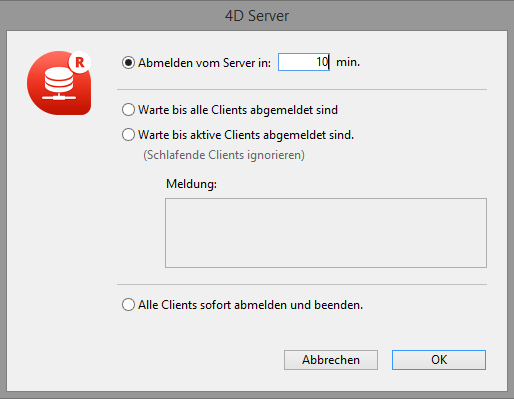 4D Server
R
Abmelden vom Server in: 10 min.
Warte bis alle Clients abgemeldet sind
Warte bis aktive Clients abgemeldet sind.
(Schlafende Clients ignorieren)
Meldung:
Alle Clients sofort abmelden und beenden.
Abbrechen OK